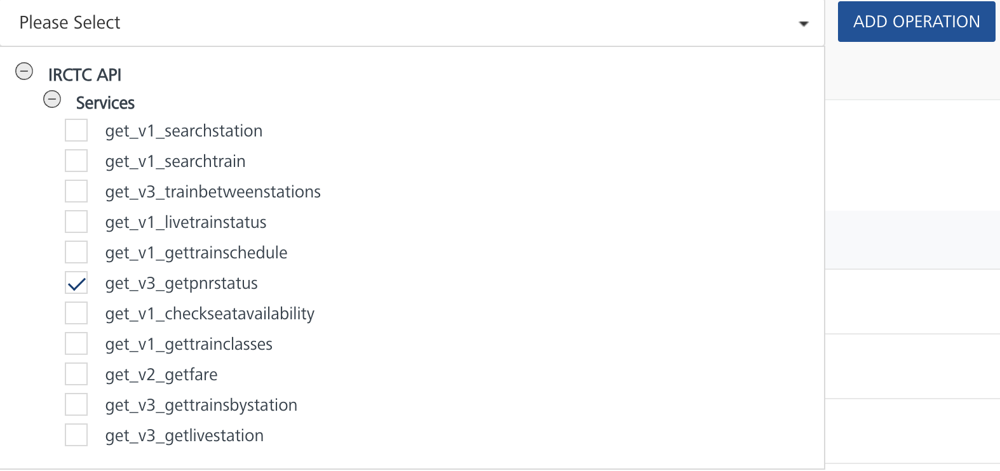 Please Select
ADD OPERATION
IRCTC API
Services
get_v1_searchstation
get_v1_searchtrain
get_v3_trainbetweenstations
get_v1_livetrainstatus
get_v1_gettrainschedule
get_v3_getpnrstatus
get_v1_checkseatavailability
get_v1_gettrainclasses
get_v2_getfare
get_v3_gettrainsbystation
get_v3_getlivestation